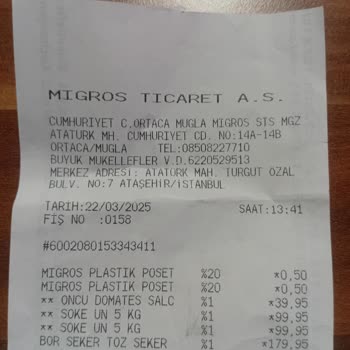 MIGROS TICARET A.S.
CUMHURIYET C.ORTACA MUGLA MIGROS STS MGZ
ATATURK MH. CUMHURIYET CD. NO:14A-14B
ORTACA/MUGLA TEL:08508227710
BUYUK MUKELLEFLER V.D.6220529513
MERKEZ ADRESI: ATATURK MAH. TURGUT OZAL
BULV. NO:7 ATAŞEHIR/ISTANBUL
TARIH:22/03/2025 SAAT:13:41
FİŞ NO :0158
#6002080153343411
MIGROS PLASTIK POSET %20 *0,50
MIGROS PLASTIK POSET %20 *0,50
** ONCU DOMATES SALC %1 *39,95
** SOKE UN 5 KG %1 *99,95
** SOKE UN 5 KG %1 *99,95
BOR SEKER TOZ SEKER %1 *179,95